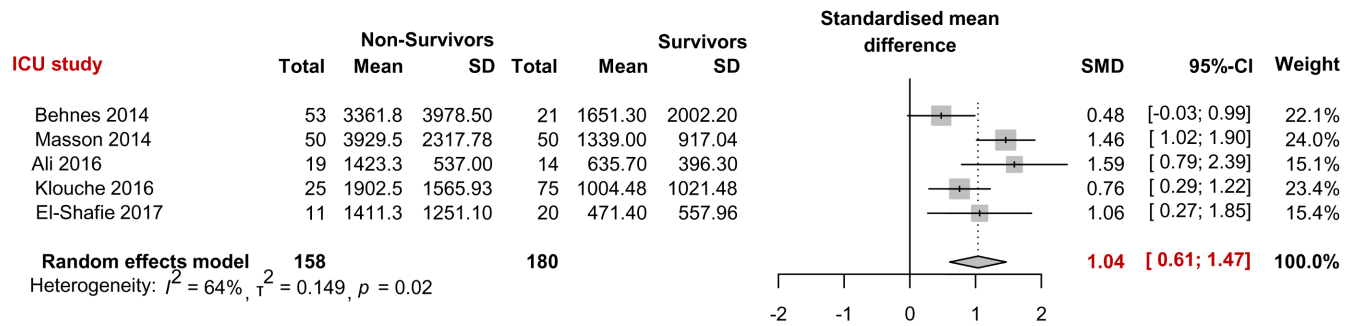 Standardised mean
difference
Non-Survivors Survivors
ICU study Total Mean SD Total Mean SD SMD 95%-CI Weight
Behnes 2014 53 3361.8 3978.50 21 1651.30 2002.20 0.48 [-0.03; 0.99] 22.1%
Masson 2014 50 3929.5 2317.78 50 1339.00 917.04 1.46 [ 1.02; 1.90] 24.0%
Ali 2016 19 1423.3 537.00 14 635.70 396.30 1.59 [ 0.79; 2.39] 15.1%
Klouche 2016 25 1902.5 1565.93 75 1004.48 1021.48 0.76 [ 0.29; 1.22] 23.4%
El-Shafie 2017 11 1411.3 1251.10 20 471.40 557.96 1.06 [ 0.27; 1.85] 15.4%
Random effects model 158 180 1.04 [ 0.61; 1.47] 100.0%
Heterogeneity: I² = 64%, τ² = 0.149, p = 0.02
-2 -1 0 1 2